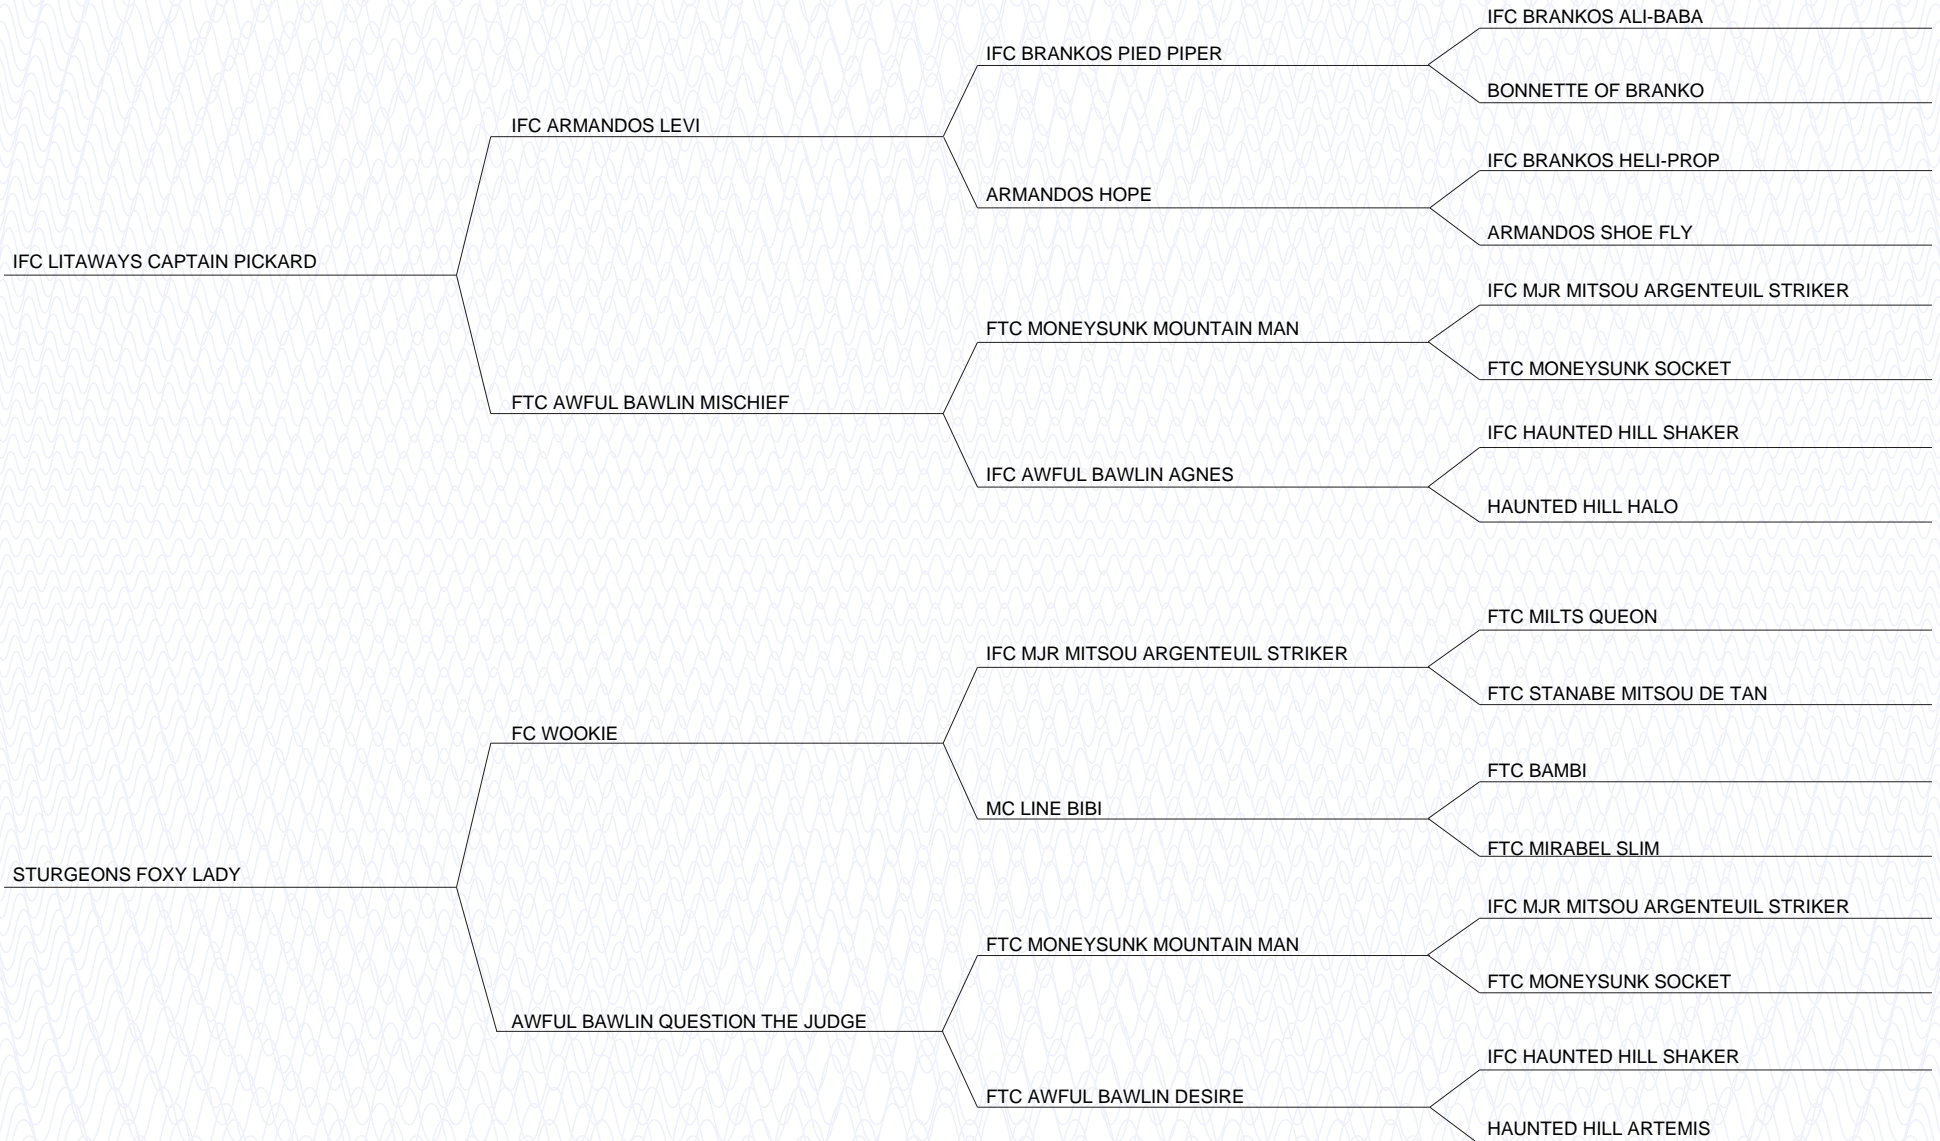 IFC BRANKOS ALI-BABA
IFC BRANKOS PIED PIPER
BONNETTE OF BRANKO
IFC ARMANDOS LEVI
IFC BRANKOS HELI-PROP
ARMANDOS HOPE
ARMANDOS SHOE FLY
IFC LITAWAYS CAPTAIN PICKARD
IFC MJR MITSOU ARGENTEUIL STRIKER
FTC MONEYSUNK MOUNTAIN MAN
FTC MONEYSUNK SOCKET
FTC AWFUL BAWLIN MISCHIEF
IFC HAUNTED HILL SHAKER
IFC AWFUL BAWLIN AGNES
HAUNTED HILL HALO
FTC MILTS QUEON
IFC MJR MITSOU ARGENTEUIL STRIKER
FTC STANABE MITSOU DE TAN
FC WOOKIE
FTC BAMBI
MC LINE BIBI
FTC MIRABEL SLIM
STURGEONS FOXY LADY
IFC MJR MITSOU ARGENTEUIL STRIKER
FTC MONEYSUNK MOUNTAIN MAN
FTC MONEYSUNK SOCKET
AWFUL BAWLIN QUESTION THE JUDGE
IFC HAUNTED HILL SHAKER
FTC AWFUL BAWLIN DESIRE
HAUNTED HILL ARTEMIS